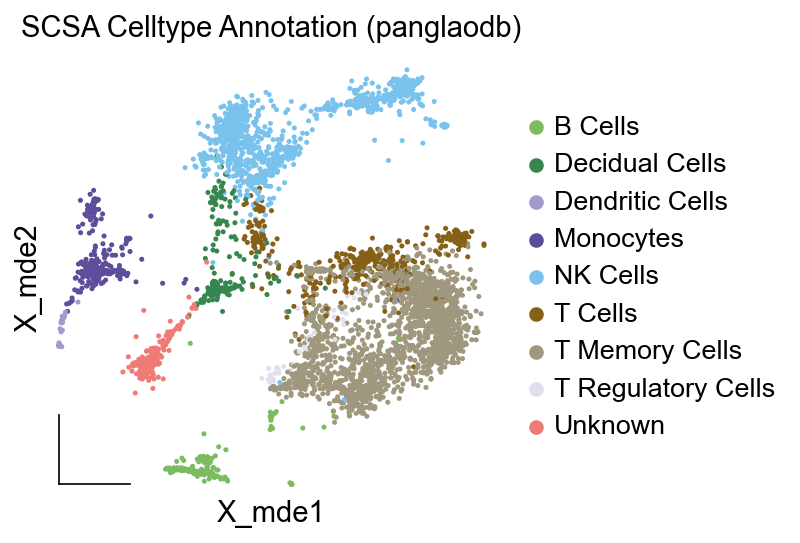 SCSA Celltype Annotation (panglaodb)
B Cells
Decidual Cells
Dendritic Cells
Monocytes
NK Cells
T Cells
T Memory Cells
T Regulatory Cells
Unknown
X_mde2
X_mde1